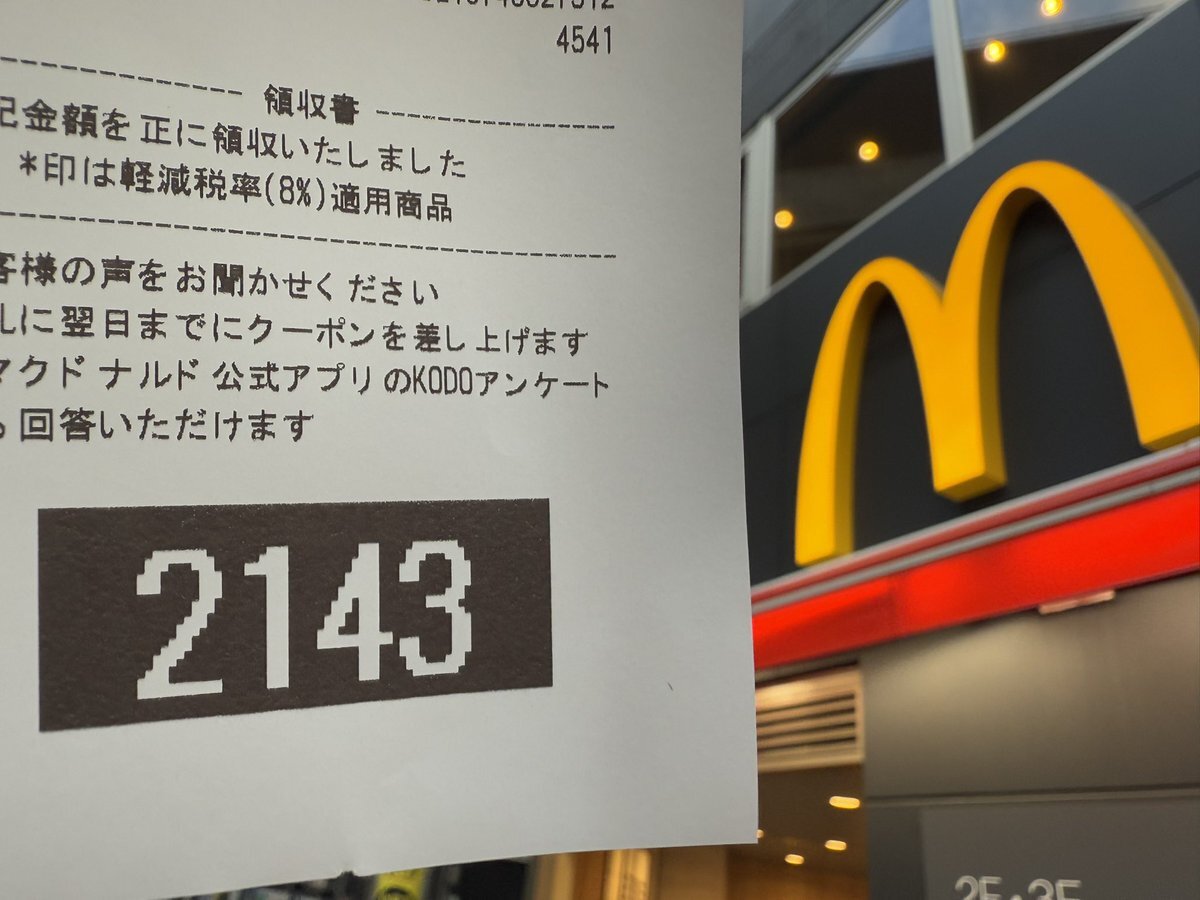 4541
領収書
記金額を正に領収いたしました
*印は軽減税率(8%)適用商品
客様の声をお聞かせください
礼に翌日までにクーポンを差し上げます
マクドナルド公式アプリのKODOアンケート
回答いただけます
2143
2F・3F